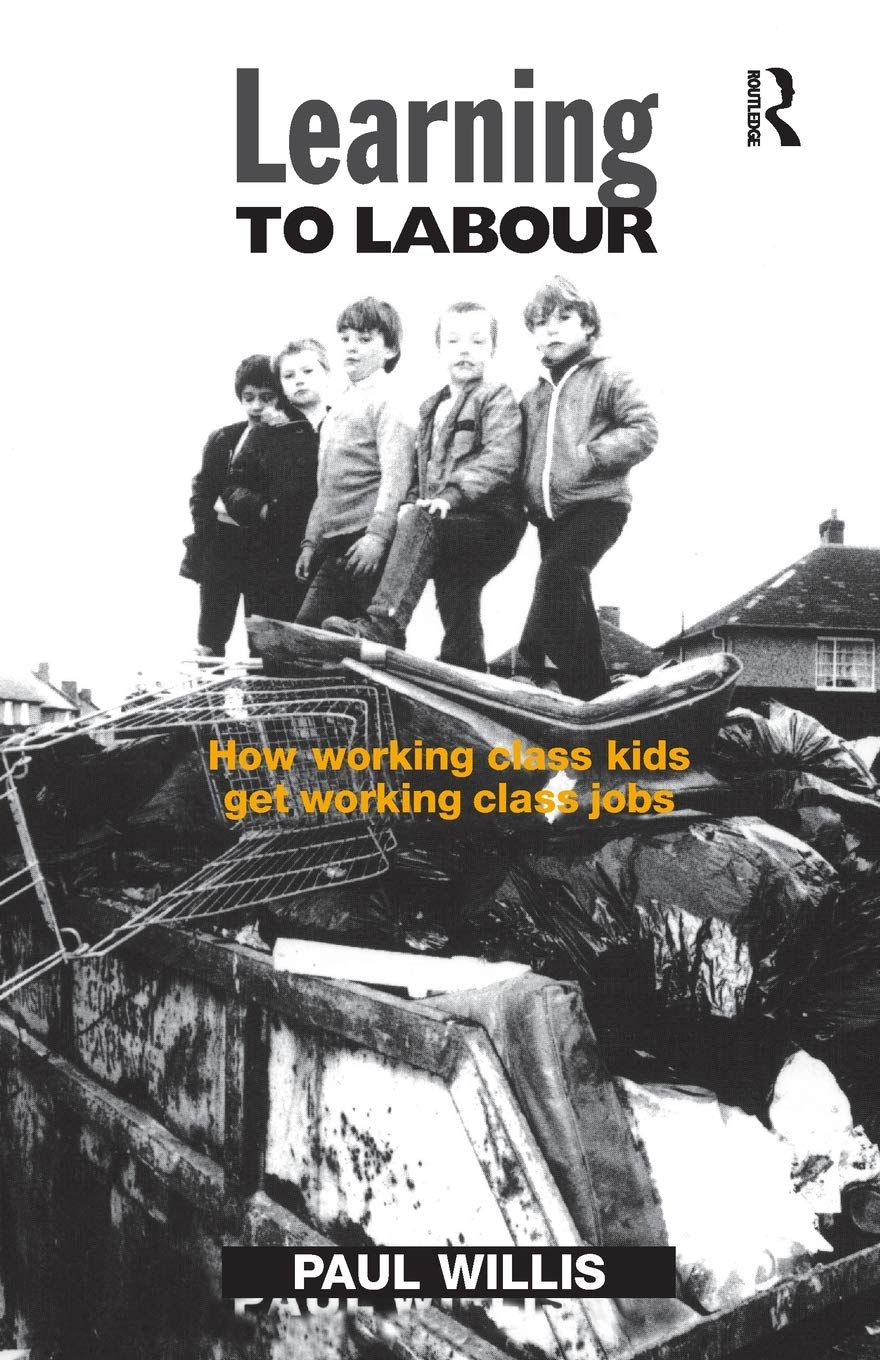 Learning
TO LABOUR
ROUTLEDGE
How working class kids
get working class jobs
PAUL WILLIS